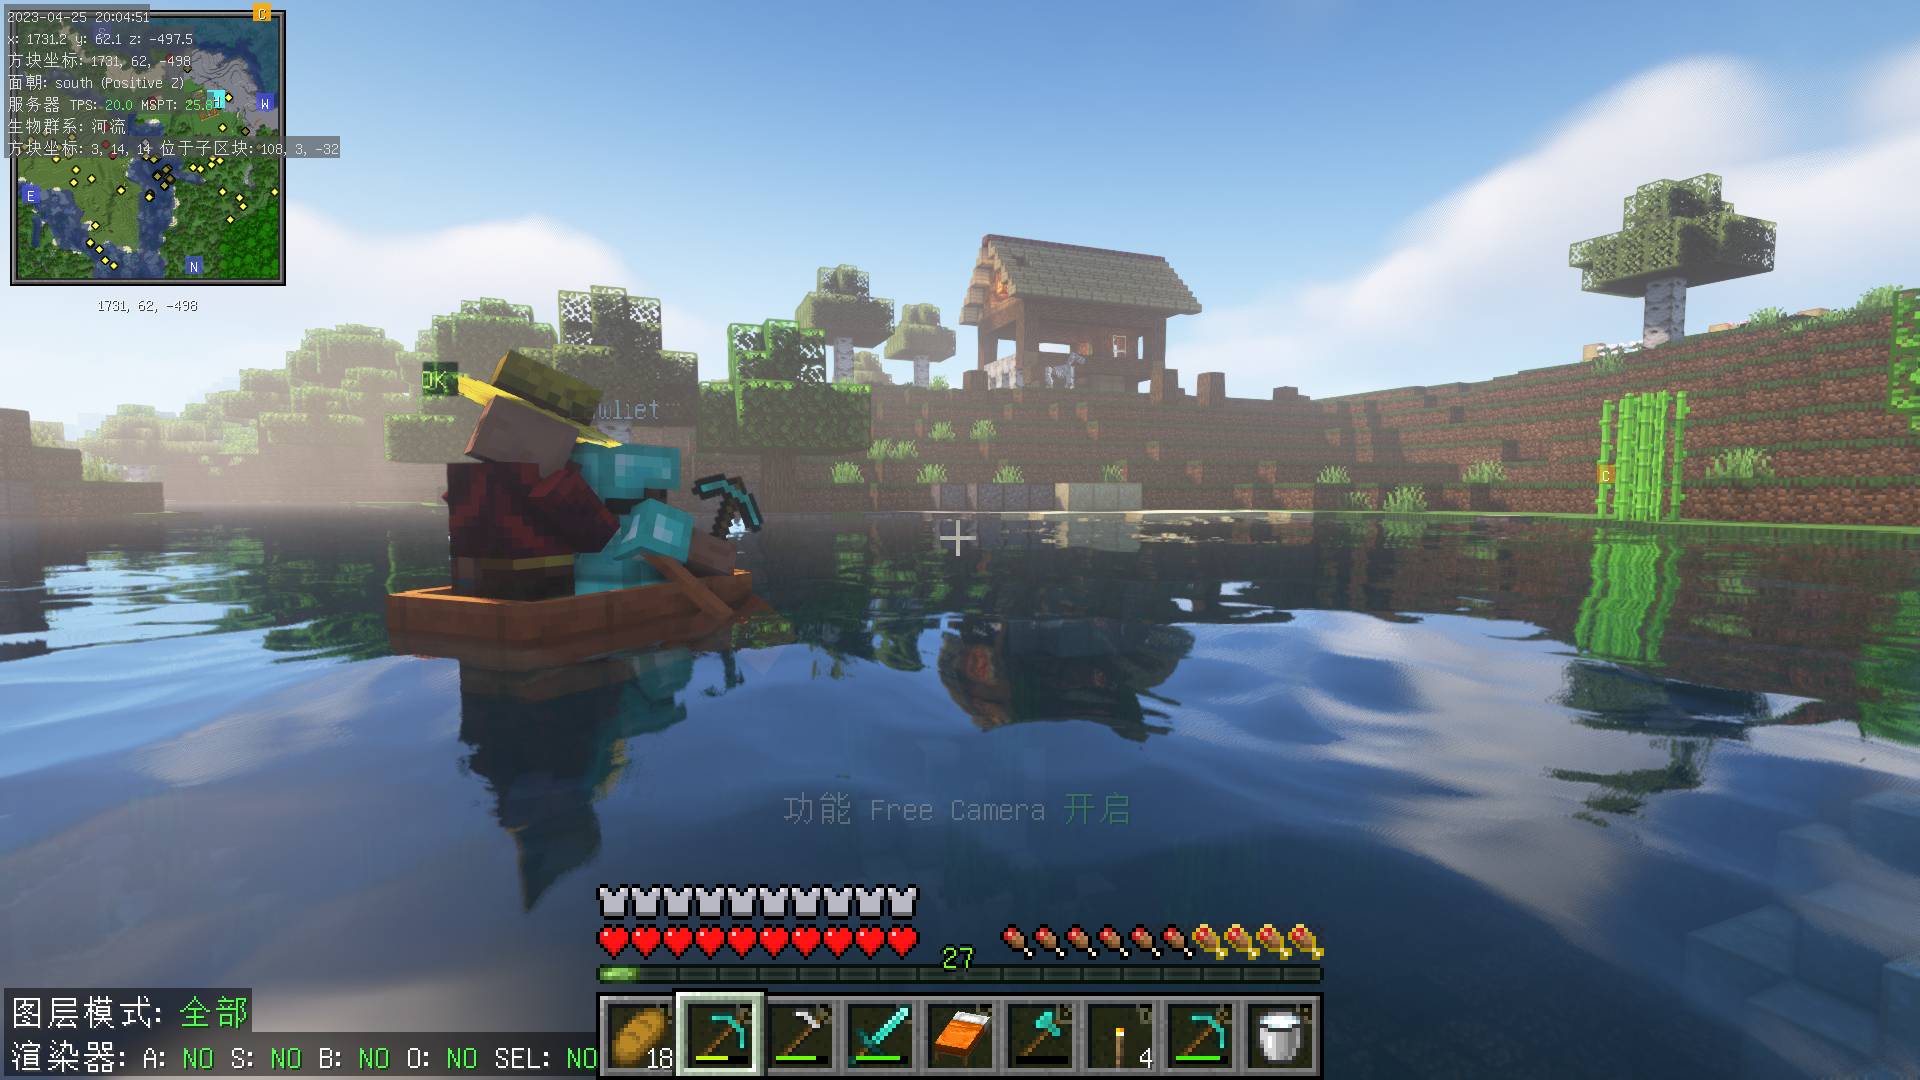 2023-04-25 20:04:51
C
x: 1731.2 y: 62.1 z: -497.5
方块坐标: 1731, 62, -498
面朝: south (Positive Z)
服务器 TPS: 20.0 MSPT: 25.8
H
W
生物群系: 河流
方块坐标: 3, 14, 14 位于子区块: 108, 3, -32
E
N
1731, 62, -498
C
功能 Free Camera 开启
27
图层模式: 全部
渲染器: A: NO S: NO B: NO O: NO SEL: NO
18
4